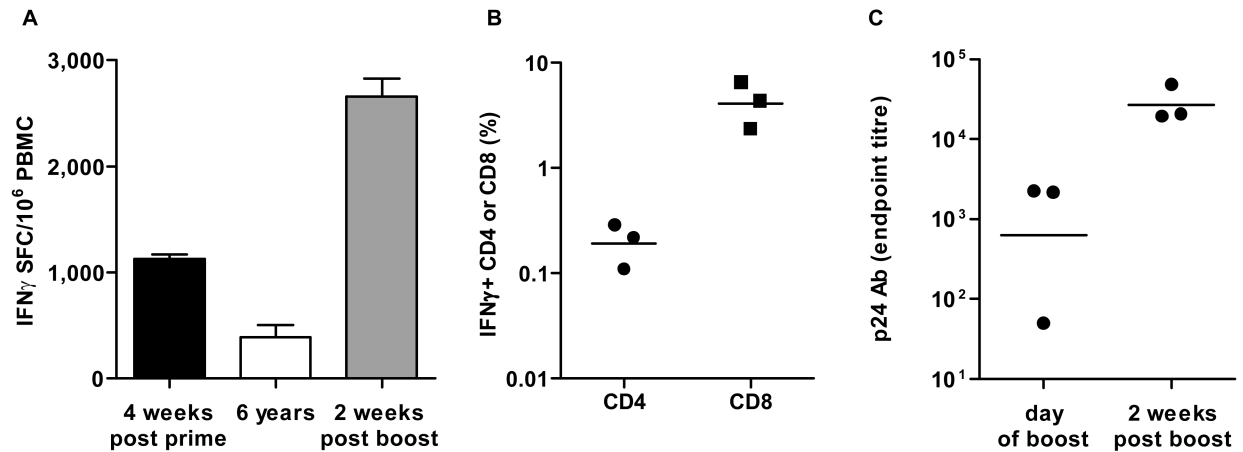 A
IFNγ SFC/10⁶ PBMC
3,000
2,000
1,000
0
4 weeks
post prime
6 years
2 weeks
post boost
B
IFNγ+ CD4 or CD8 (%)
10
1
0.1
0.01
CD4
CD8
C
p24 Ab (endpoint titre)
10⁵
10⁴
10³
10²
10¹
day
of boost
2 weeks
post boost